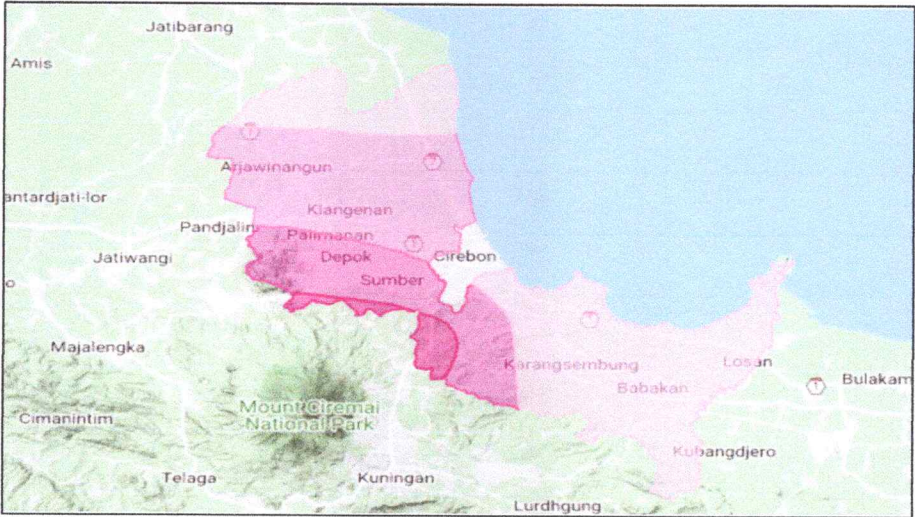 Jatibarang
Amis
Arjawinangun
antardjati-lor
Klangenan
Pandjalin
Palimanan
Jatiwangi
Depok
Cirebon
o
Sumber
Majalengka
Karangsembung
Losari
Babakan
Bulakam
Mount Ciremai
National Park
Cimanintim
Kubangdjero
Telaga
Kuningan
Lurdhgung